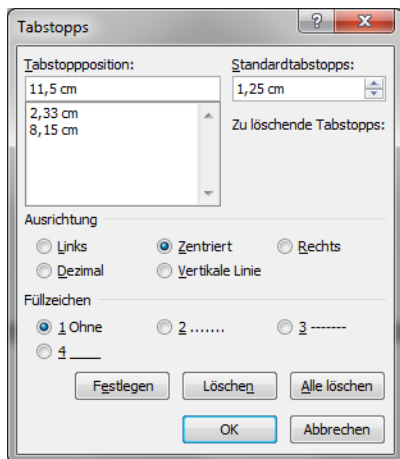 Tabstopps
Tabstoppposition:
Standardtabstopps:
11,5 cm
1,25 cm
2,33 cm
8,15 cm
Zu löschende Tabstopps:
Ausrichtung
Links Zentriert Rechts
Dezimal Vertikale Linie
Füllzeichen
1 Ohne 2 ....... 3 -------
4 ____
Festlegen Löschen Alle löschen
OK Abbrechen